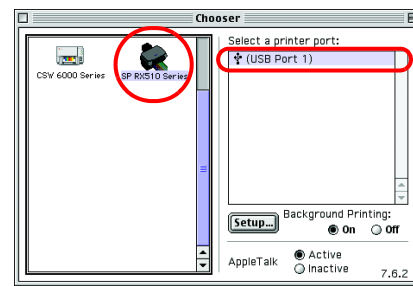 Chooser
Select a printer port:
(USB Port 1)
CSW 6000 Series
SP RX510 Series
Setup...
Background Printing:
On Off
AppleTalk
Active
Inactive
7.6.2